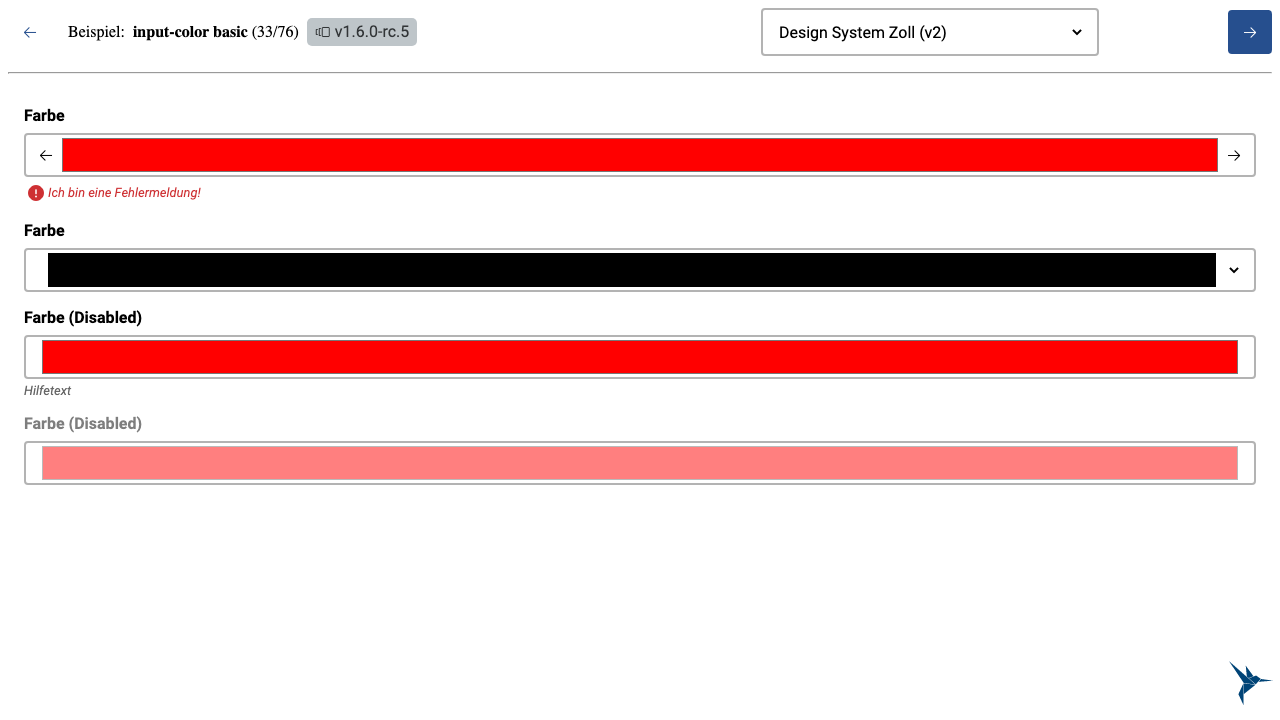 Beispiel: input-color basic (33/76) v1.6.0-rc.5 Design System Zoll (v2)
Farbe
Ich bin eine Fehlermeldung!
Farbe
Farbe (Disabled)
Hilfetext
Farbe (Disabled)